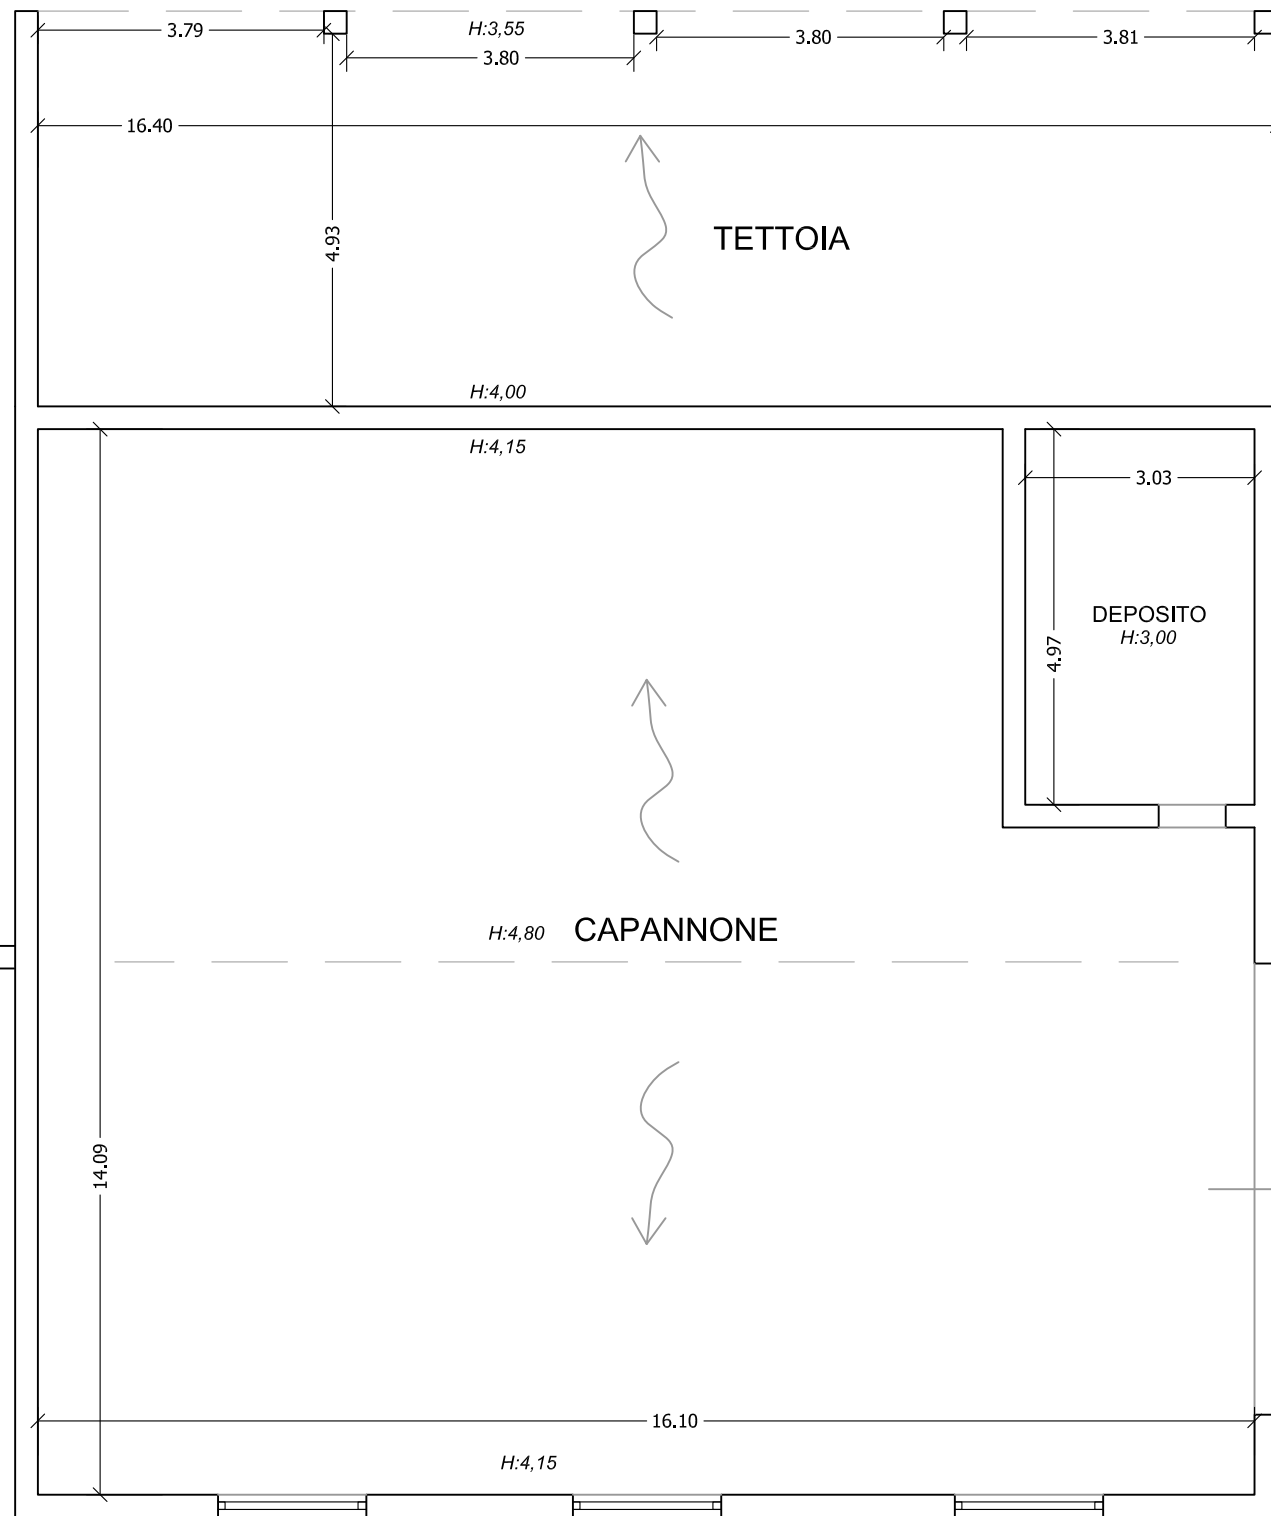 3.79
H:3,55
3.80
3.80
3.81
16.40
4.93
TETTOIA
H:4,00
H:4,15
3.03
4.97
DEPOSITO
H:3,00
H:4,80
CAPANNONE
14.09
16.10
H:4,15